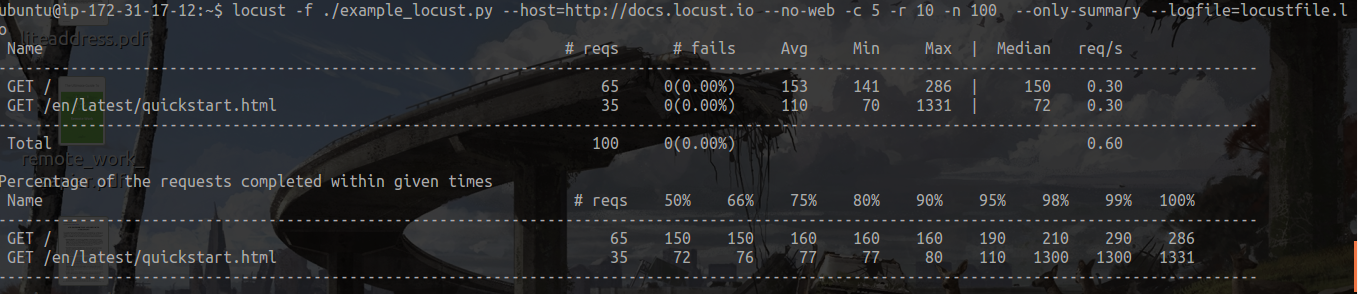 ubuntu@ip-172-31-17-12:~$ locust -f ./example_locust.py --host=http://docs.locust.io --no-web -c 5 -r 10 -n 100  --only-summary --logfile=locustfile.l
o
liteaddress.pdf
 Name                                                          # reqs      # fails     Avg     Min     Max  |  Median   req/s
--------------------------------------------------------------------------------------------------------------------------------------------
 GET /                                                             65     0(0.00%)     153     141     286  |     150    0.30
 GET /en/latest/quickstart.html                                    35     0(0.00%)     110      70    1331  |      72    0.30
--------------------------------------------------------------------------------------------------------------------------------------------
 Total                                                            100     0(0.00%)                                       0.60
remote_work_
Percentage of the requests completed within given times
 Name                                                           # reqs    50%    66%    75%    80%    90%    95%    98%    99%   100%
--------------------------------------------------------------------------------------------------------------------------------------------
 GET /                                                              65    150    150    160    160    160    190    210    290    286
 GET /en/latest/quickstart.html                                     35     72     76     77     77     80    110   1300   1300   1331
--------------------------------------------------------------------------------------------------------------------------------------------